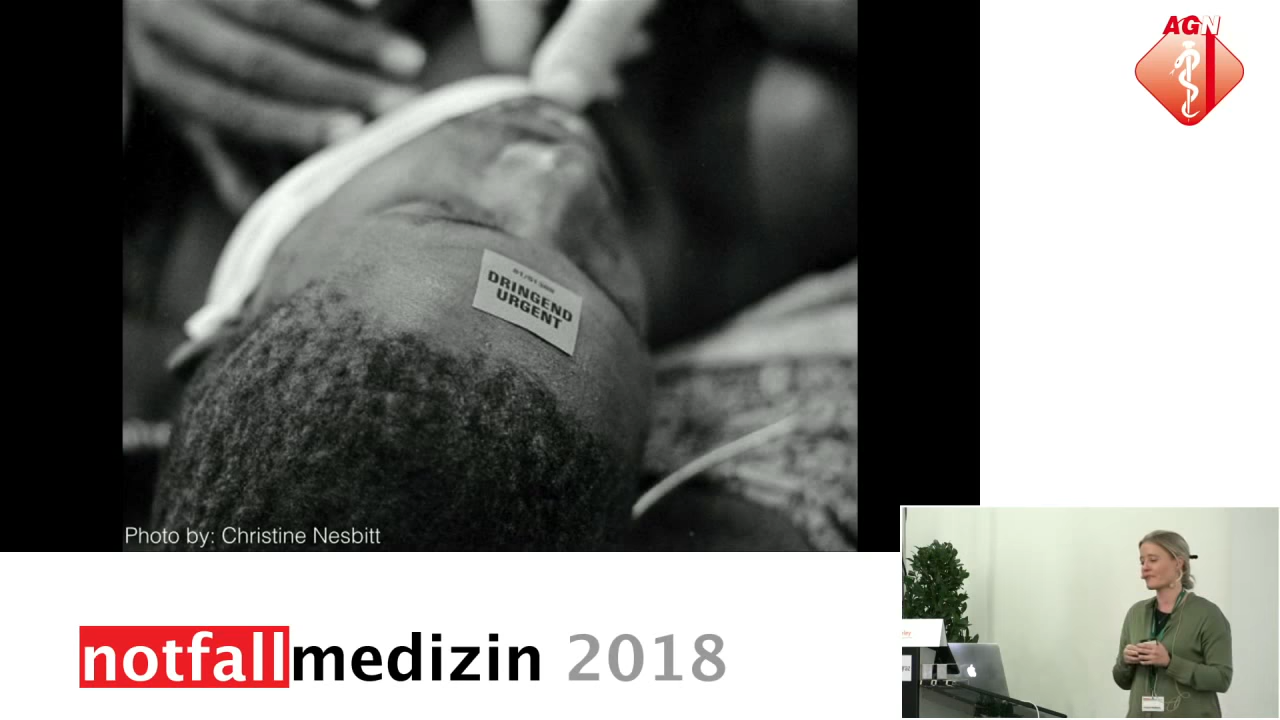 AGN
DRINGEND
URGENT
Photo by: Christine Nesbitt
notfallmedizin 2018